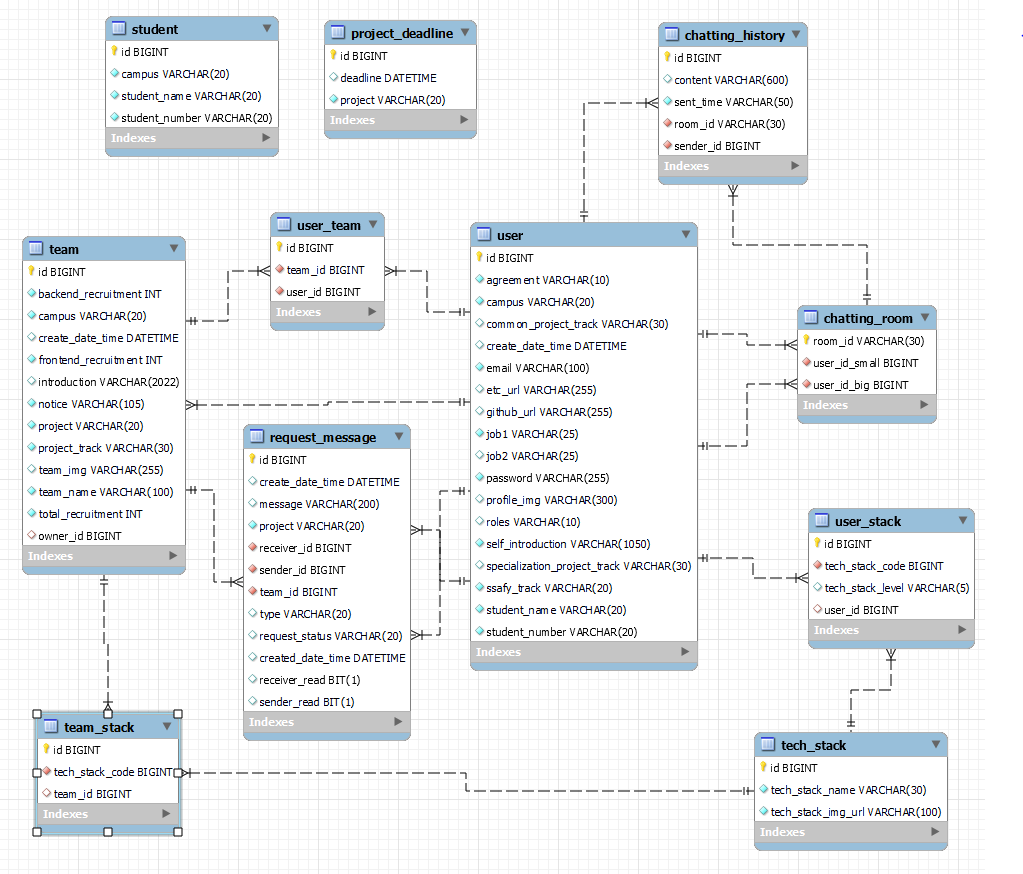 student
id BIGINT
campus VARCHAR(20)
student_name VARCHAR(20)
student_number VARCHAR(20)
Indexes
project_deadline
id BIGINT
deadline DATETIME
project VARCHAR(20)
Indexes
chatting_history
id BIGINT
content VARCHAR(600)
sent_time VARCHAR(50)
room_id VARCHAR(30)
sender_id BIGINT
Indexes
team
id BIGINT
backend_recruitment INT
campus VARCHAR(20)
create_date_time DATETIME
frontend_recruitment INT
introduction VARCHAR(2022)
notice VARCHAR(105)
project VARCHAR(20)
project_track VARCHAR(30)
team_img VARCHAR(255)
team_name VARCHAR(100)
total_recruitment INT
owner_id BIGINT
Indexes
user_team
id BIGINT
team_id BIGINT
user_id BIGINT
Indexes
user
id BIGINT
agreement VARCHAR(10)
campus VARCHAR(20)
common_project_track VARCHAR(30)
create_date_time DATETIME
email VARCHAR(100)
etc_url VARCHAR(255)
github_url VARCHAR(255)
job1 VARCHAR(25)
job2 VARCHAR(25)
password VARCHAR(255)
profile_img VARCHAR(300)
roles VARCHAR(10)
self_introduction VARCHAR(1050)
specialization_project_track VARCHAR(30)
ssafy_track VARCHAR(20)
student_name VARCHAR(20)
student_number VARCHAR(20)
Indexes
chatting_room
room_id VARCHAR(30)
user_id_small BIGINT
user_id_big BIGINT
Indexes
request_message
id BIGINT
create_date_time DATETIME
message VARCHAR(200)
project VARCHAR(20)
receiver_id BIGINT
sender_id BIGINT
team_id BIGINT
type VARCHAR(20)
request_status VARCHAR(20)
created_date_time DATETIME
receiver_read BIT(1)
sender_read BIT(1)
Indexes
user_stack
id BIGINT
tech_stack_code BIGINT
tech_stack_level VARCHAR(5)
user_id BIGINT
Indexes
team_stack
id BIGINT
tech_stack_code BIGINT
team_id BIGINT
Indexes
tech_stack
id BIGINT
tech_stack_name VARCHAR(30)
tech_stack_img_url VARCHAR(100)
Indexes